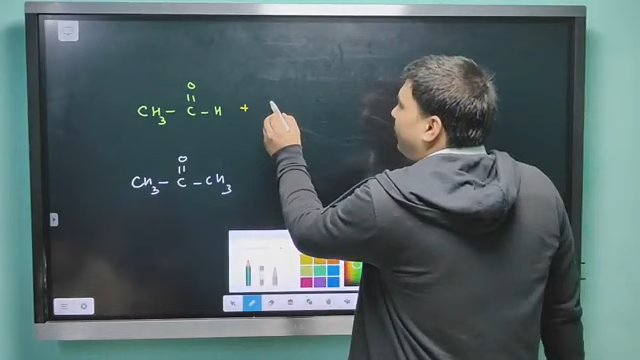 O
||
CH₃ – C – H +
O
||
CH₃ – C – CH₃